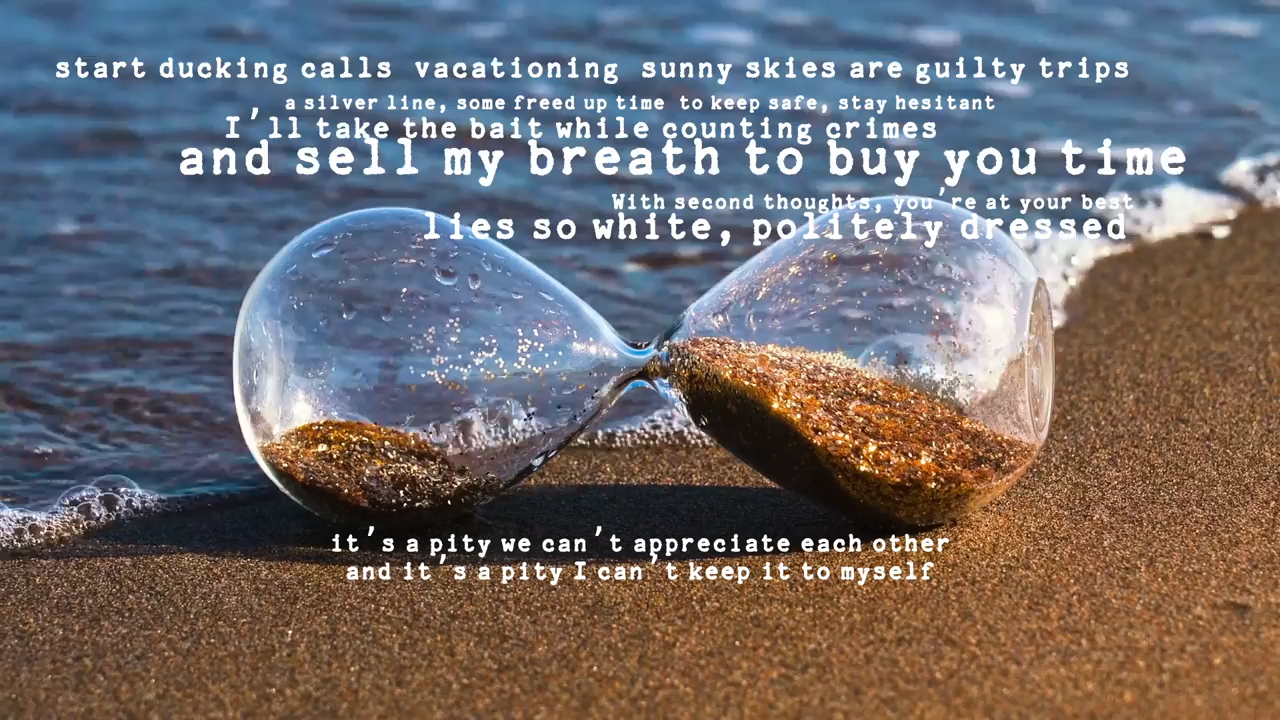 start ducking calls vacationing sunny skies are guilty trips
a silver line, some freed up time to keep safe, stay hesitant
I'll take the bait while counting crimes
and sell my breath to buy you time
With second thoughts, you're at your best
lies so white, politely dressed
it's a pity we can't appreciate each other
and it's a pity I can't keep it to myself